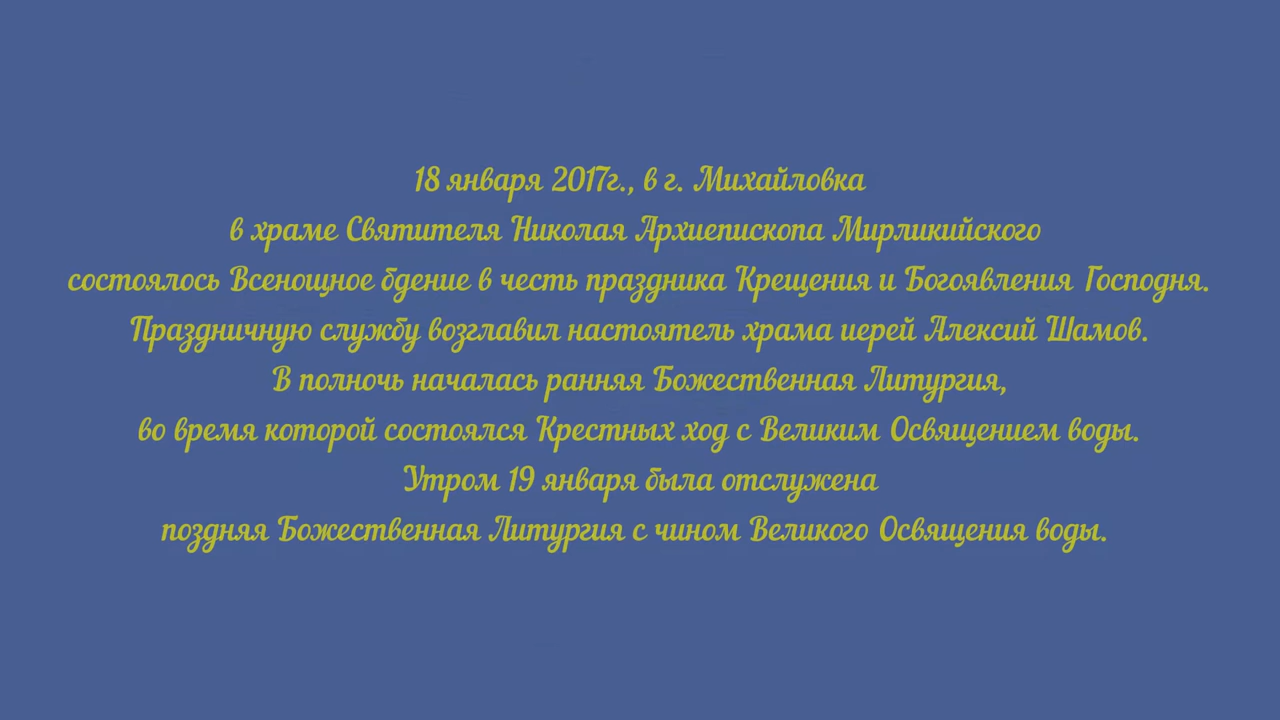 18 января 2017г., в г. Михайловка
в храме Святителя Николая Архиепископа Мирликийского
состоялось Всенощное бдение в честь праздника Крещения и Богоявления Господня.
Праздничную службу возглавил настоятель храма иерей Алексий Шамов.
В полночь началась ранняя Божественная Литургия,
во время которой состоялся Крестных ход с Великим Освящением воды.
Утром 19 января была отслужена
поздняя Божественная Литургия с чином Великого Освящения воды.